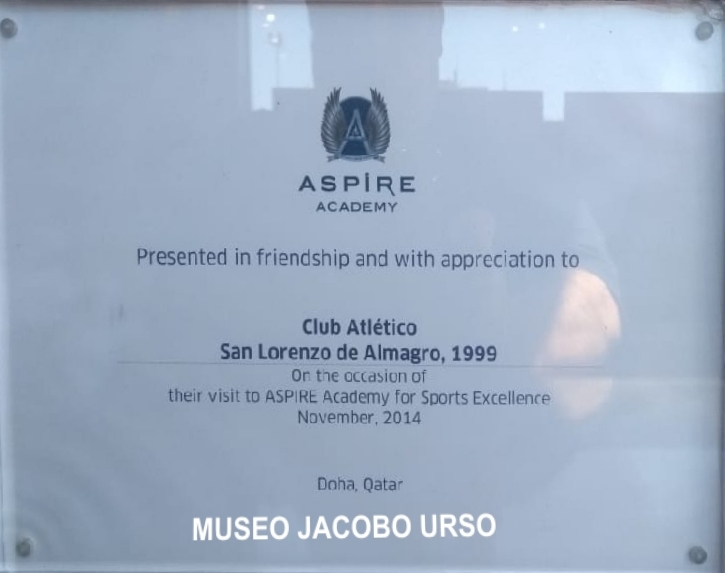 ASPIRE
ACADEMY
Presented in friendship and with appreciation to
Club Atlético
San Lorenzo de Almagro, 1999
On the occasion of
their visit to ASPIRE Academy for Sports Excellence
November, 2014
Doha, Qatar
MUSEO JACOBO URSO